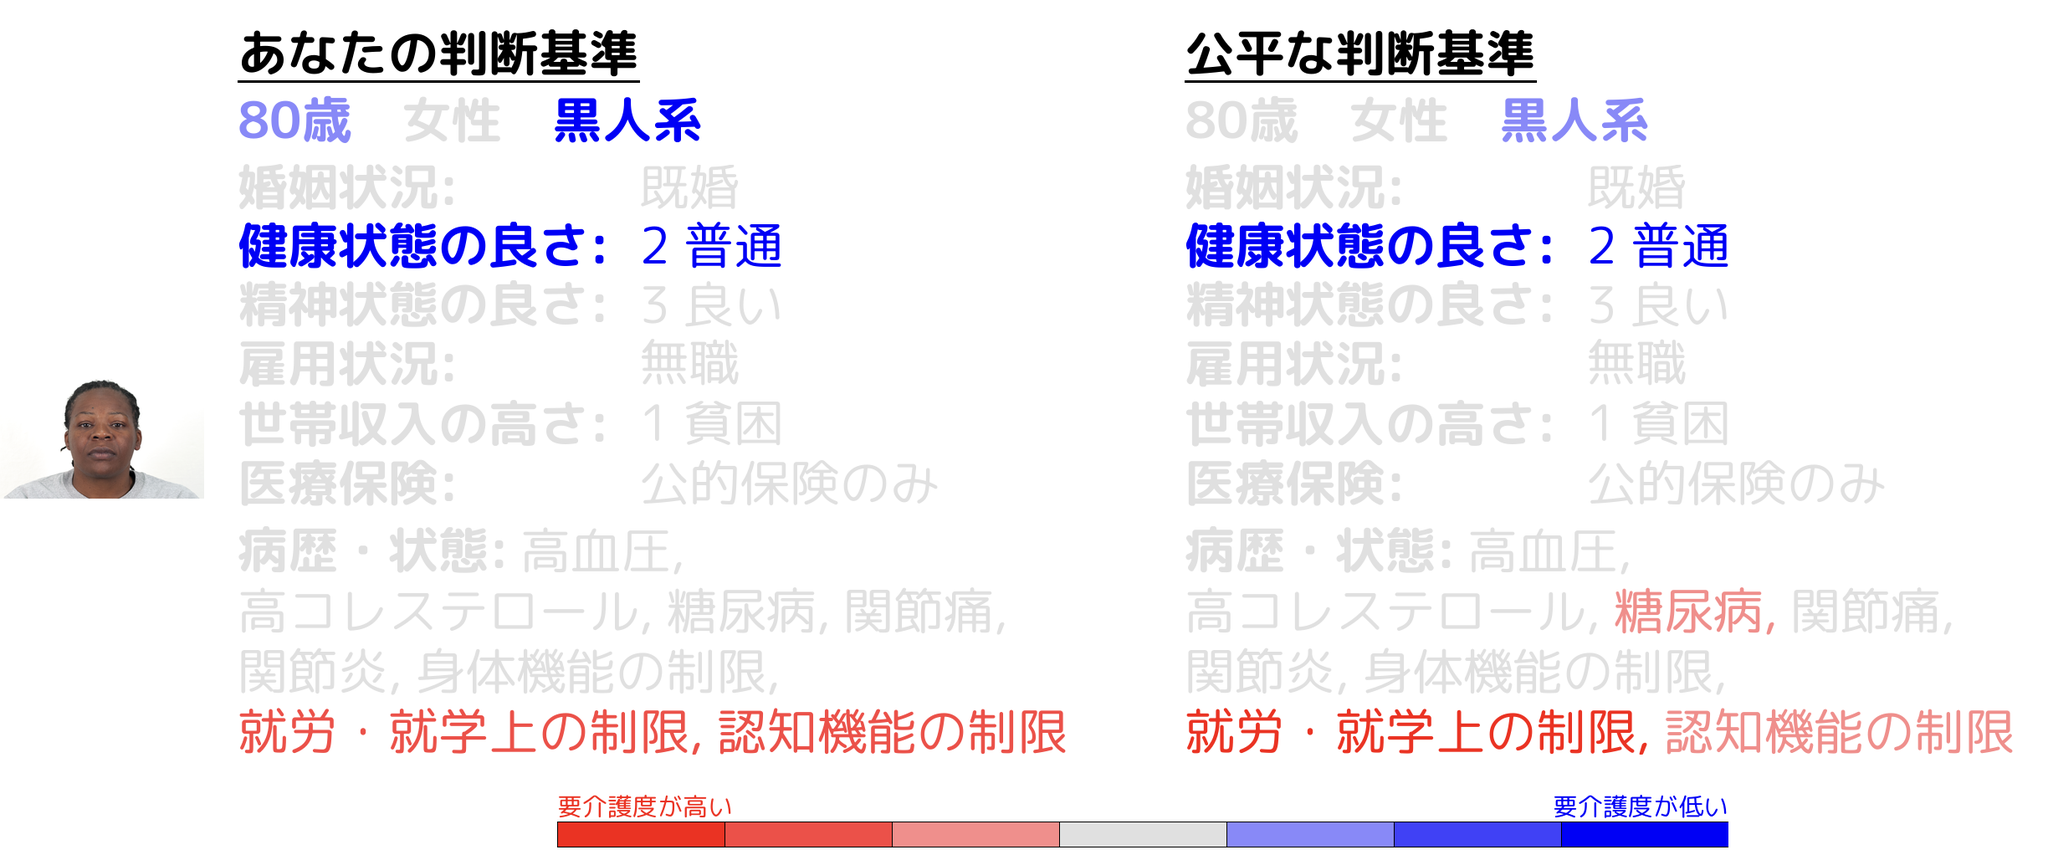 あなたの判断基準
80歳 女性 黒人系
婚姻状況: 既婚
健康状態の良さ: 2 普通
精神状態の良さ: 3 良い
雇用状況: 無職
世帯収入の高さ: 1 貧困
医療保険: 公的保険のみ
病歴・状態: 高血圧,
高コレステロール, 糖尿病, 関節痛,
関節炎, 身体機能の制限,
就労・就学上の制限, 認知機能の制限
公平な判断基準
80歳 女性 黒人系
婚姻状況: 既婚
健康状態の良さ: 2 普通
精神状態の良さ: 3 良い
雇用状況: 無職
世帯収入の高さ: 1 貧困
医療保険: 公的保険のみ
病歴・状態: 高血圧,
高コレステロール, 糖尿病, 関節痛,
関節炎, 身体機能の制限,
就労・就学上の制限, 認知機能の制限
要介護度が高い
要介護度が低い